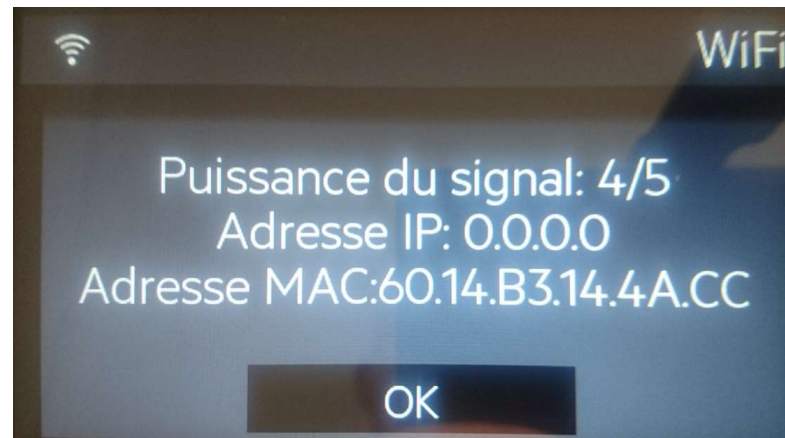 WiFi
Puissance du signal: 4/5
Adresse IP: 0.0.0.0
Adresse MAC:60.14.B3.14.4A.CC
OK